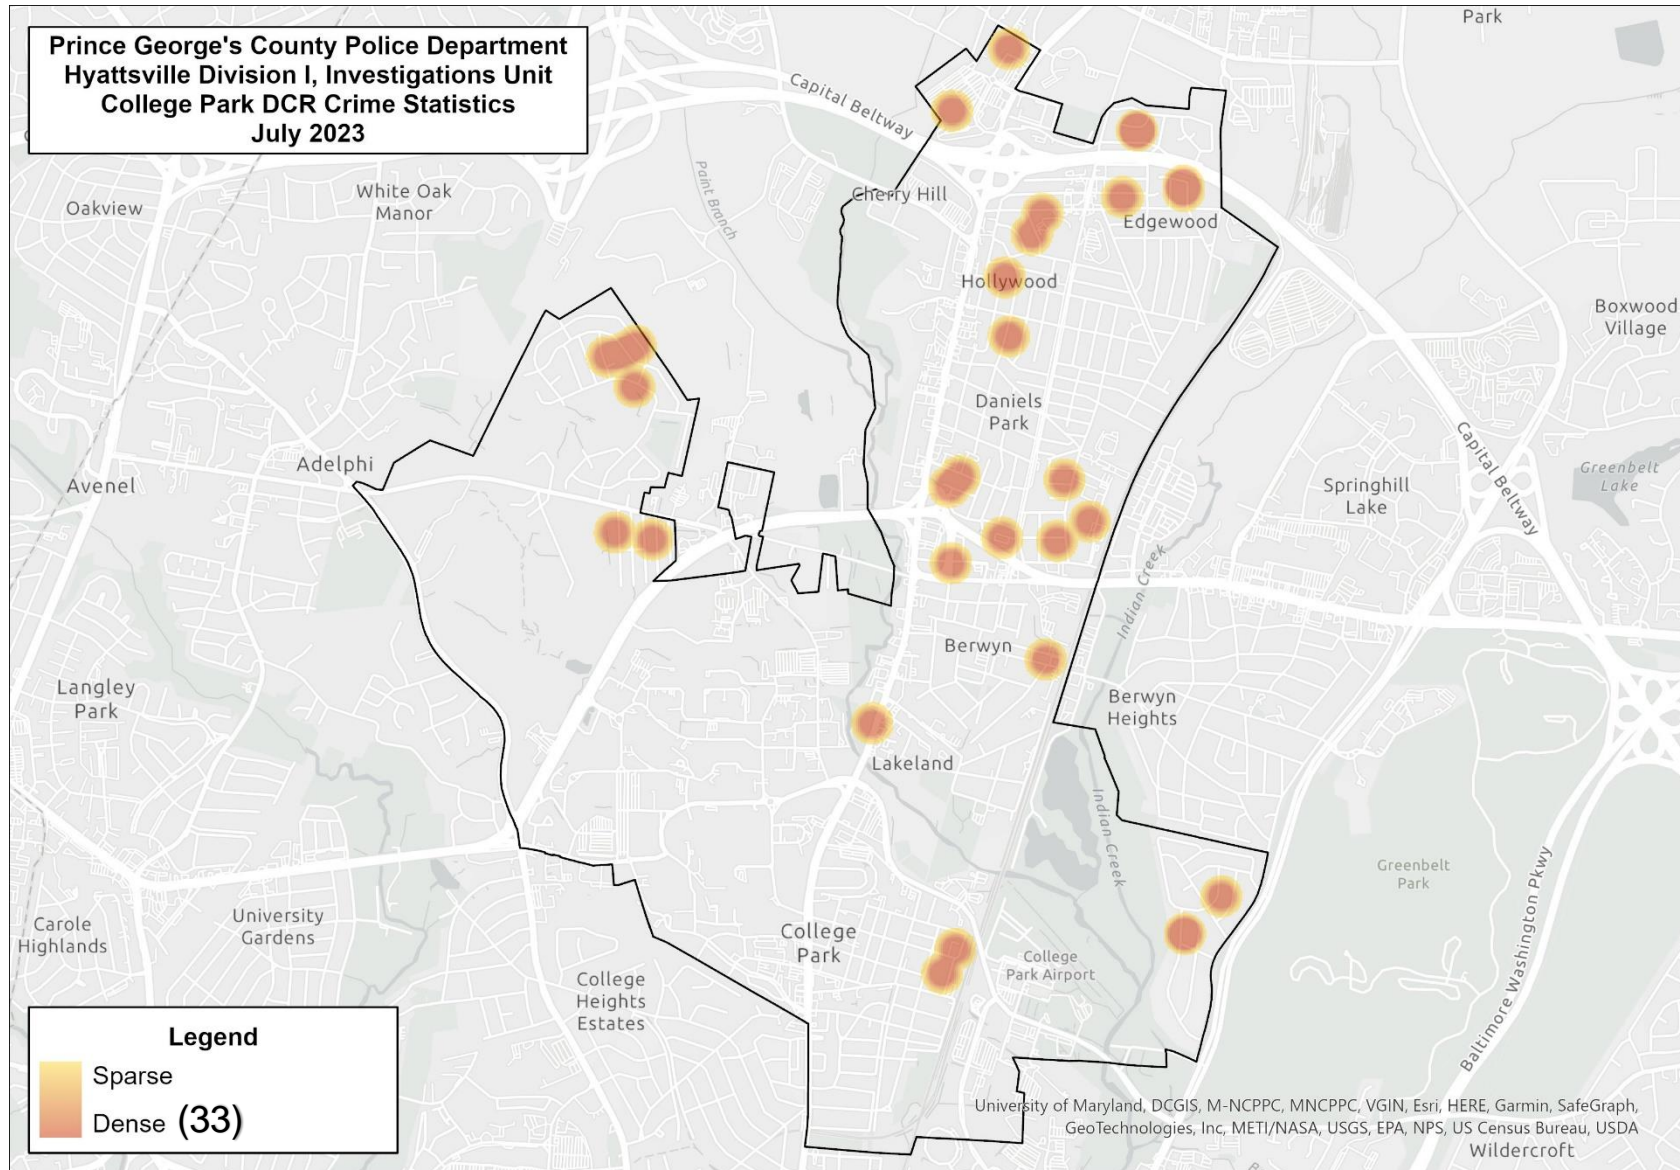 Prince George's County Police Department
Hyattsville Division I, Investigations Unit
College Park DCR Crime Statistics
July 2023
Park
Capital Beltway
Paint Branch
White Oak
Manor
Oakview
Cherry Hill
Edgewood
Hollywood
Boxwood
Village
Daniels
Park
Adelphi
Avenel
Capital Beltway
Springhill
Lake
Greenbelt
Lake
Indian Creek
Berwyn
Langley
Park
Berwyn
Heights
Lakeland
Indian Creek
Greenbelt
Park
Baltimore Washington Pkwy
Carole
Highlands
University
Gardens
College
Park
College
Park Airport
College
Heights
Estates
Legend
Sparse
Dense (33)
University of Maryland, DCGIS, M-NCPPC, MNCPPC, VGIN, Esri, HERE, Garmin, SafeGraph,
GeoTechnologies, Inc, METI/NASA, USGS, EPA, NPS, US Census Bureau, USDA
Wildercroft